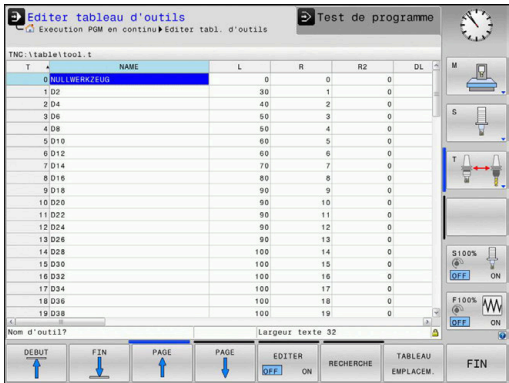 Editer tableau d'outils
Execution PGM en continu Editer tabl. d'outils
Test de programme
TNC:\table\tool.t
T NAME L R R2 DL
0 NULLWERKZEUG 0 0 0
1 D2 30 1 0
2 D4 40 2 0
3 D6 50 3 0
4 D8 50 4 0
5 D10 60 5 0
6 D12 60 6 0
7 D14 70 7 0
8 D16 80 8 0
9 D18 90 9 0
10 D20 90 10 0
11 D22 90 11 0
12 D24 90 12 0
13 D26 90 13 0
14 D28 100 14 0
15 D30 100 15 0
16 D32 100 16 0
17 D34 100 17 0
18 D36 100 18 0
19 D38 100 19 0
Nom d'outil? Largeur texte 32
M
S
T
S100%
OFF ON
F100%
OFF ON
DEBUT
FIN
PAGE
PAGE
EDITER
OFF ON
RECHERCHE
TABLEAU
EMPLACEM.
FIN